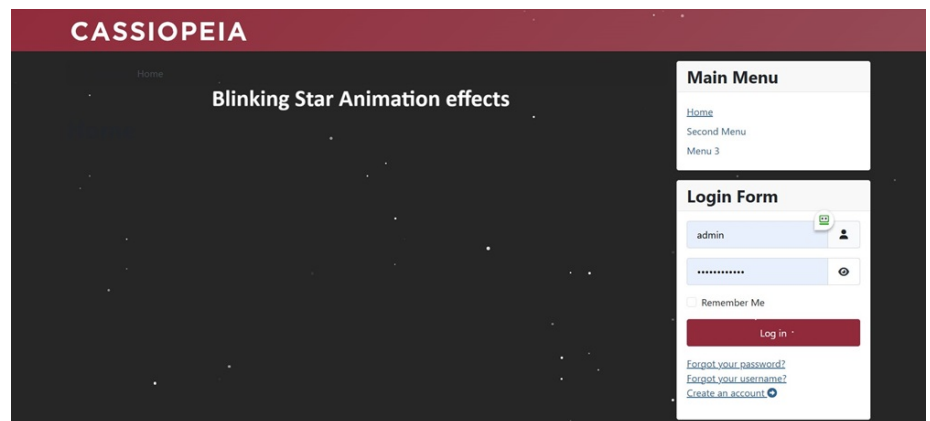 CASSIOPEIA
Home
Blinking Star Animation effects
Main Menu
Home
Second Menu
Menu 3
Login Form
admin
••••••••••••
Remember Me
Log in
Forgot your password?
Forgot your username?
Create an account